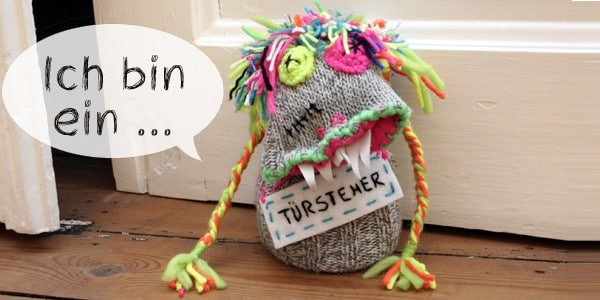 Ich bin
ein ...
TÜRSTEHER